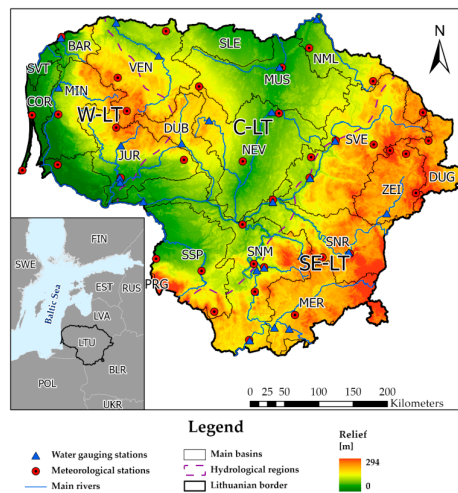 BAR
SLE
N
SVT
VEN
NML
MUS
MIN
COR
W-LT
C-LT
DUB
SVE
JUR
NEV
DUG
ZEI
SSP
SNM
SNR
SE-LT
PRG
MER
FIN
SWE
EST
RUS
Baltic Sea
LVA
LTU
BLR
POL
UKR
0 25 50 100 150 200
Kilometers
Legend
Water gauging stations
Meteorological stations
Main rivers
Main basins
Hydrological regions
Lithuanian border
Relief
[m]
294
0